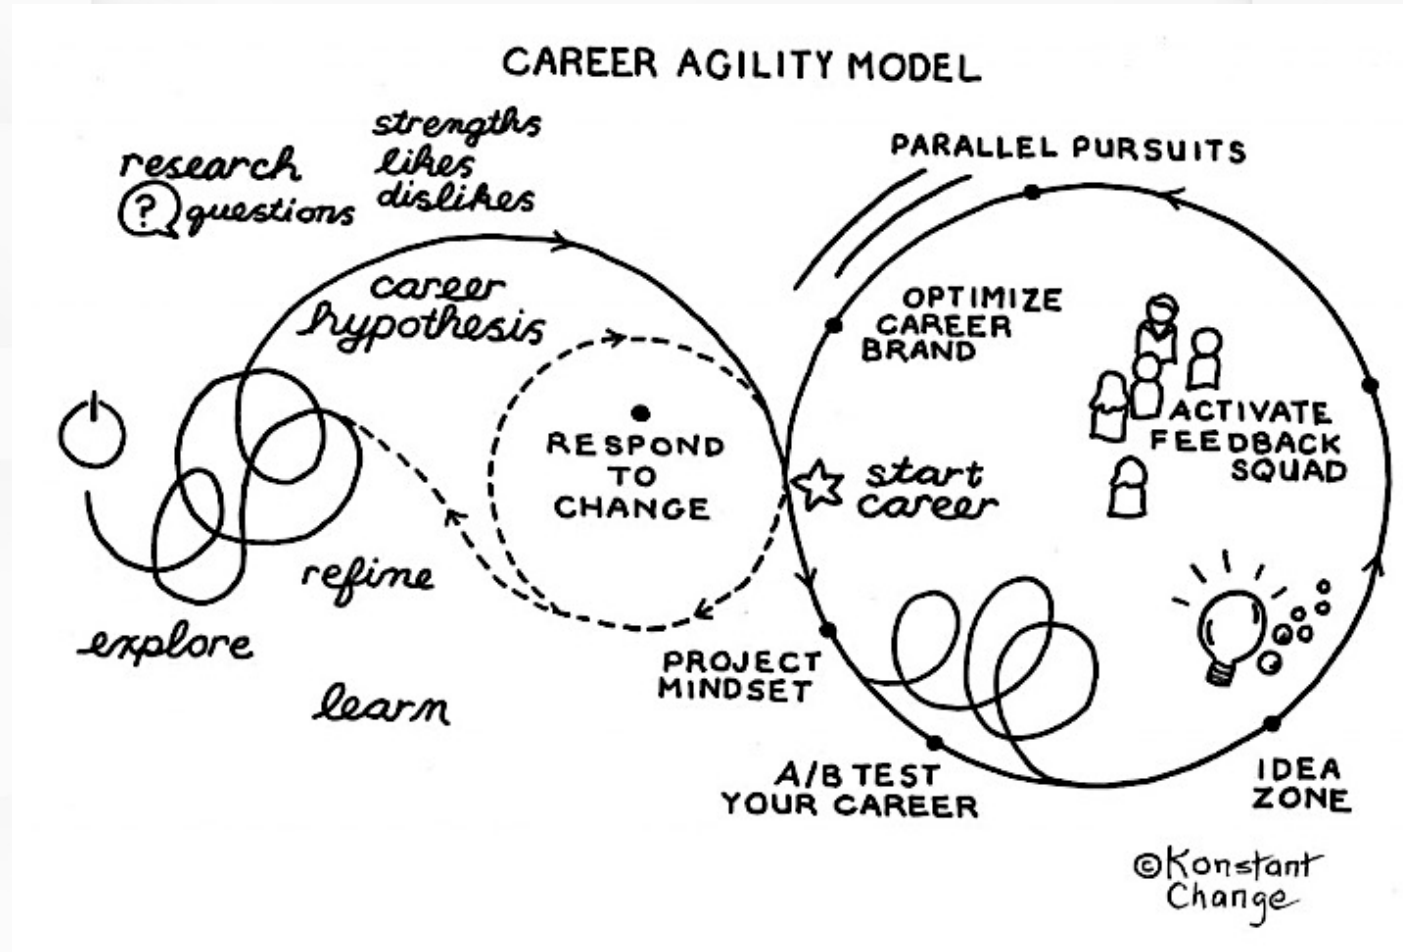 CAREER AGILITY MODEL
research
? questions
strengths
likes
dislikes
career
hypothesis
explore
refine
learn
RESPOND
TO
CHANGE
start
career
PROJECT
MINDSET
A/B TEST
YOUR CAREER
IDEA
ZONE
ACTIVATE
FEEDBACK
SQUAD
PARALLEL PURSUITS
OPTIMIZE
CAREER
BRAND
©Konstant
Change